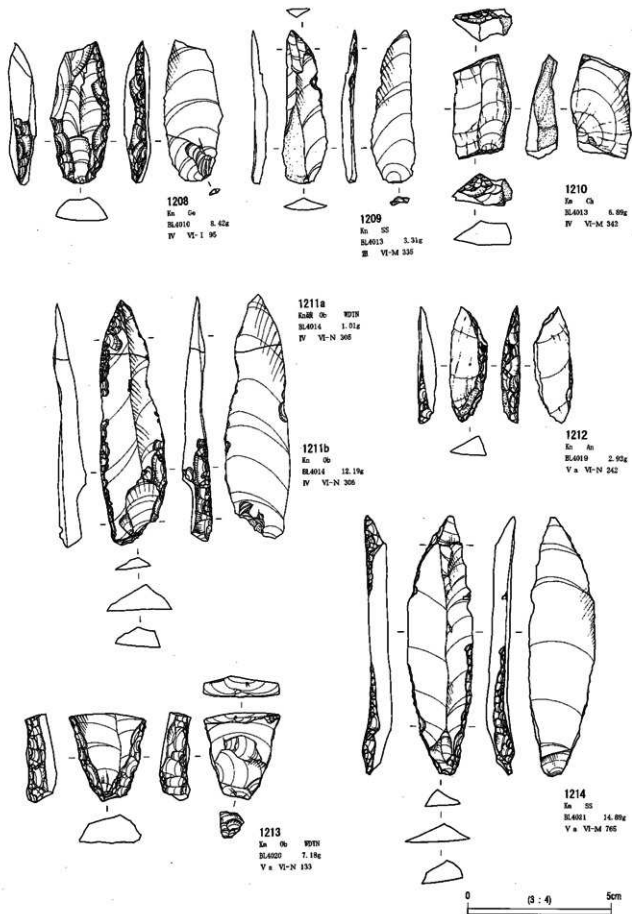 1208
Kn Ge
BL4010 8.42g
IV VI-I 95
1209
Kn SS
BL4013 3.31g
VI-M 335
1210
Kn Ch
BL4013 6.89g
IV VI-M 342
1211a
Ob WDTN
BL4014 1.01g
IV VI-N 305
1211b
Kn Ob
BL4014 12.19g
IV VI-N 305
1212
Kn An
BL4019 2.93g
V a VI-N 242
1213
Kn Ob WDTN
BL4020 7.18g
V a VI-N 133
1214
Kn SS
BL4021 14.89g
V a VI-M 765
0 (3 : 4) 5cm